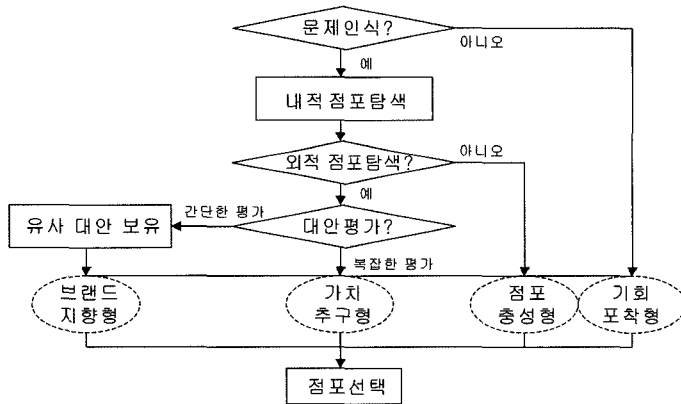 문제인식?
아니오
예
내적 점포탐색
외적 점포탐색?
아니오
예
유사 대안 보유
간단한 평가
대안평가?
복잡한 평가
브랜드
지향형
가치
추구형
점포
충성형
기회
포착형
점포선택